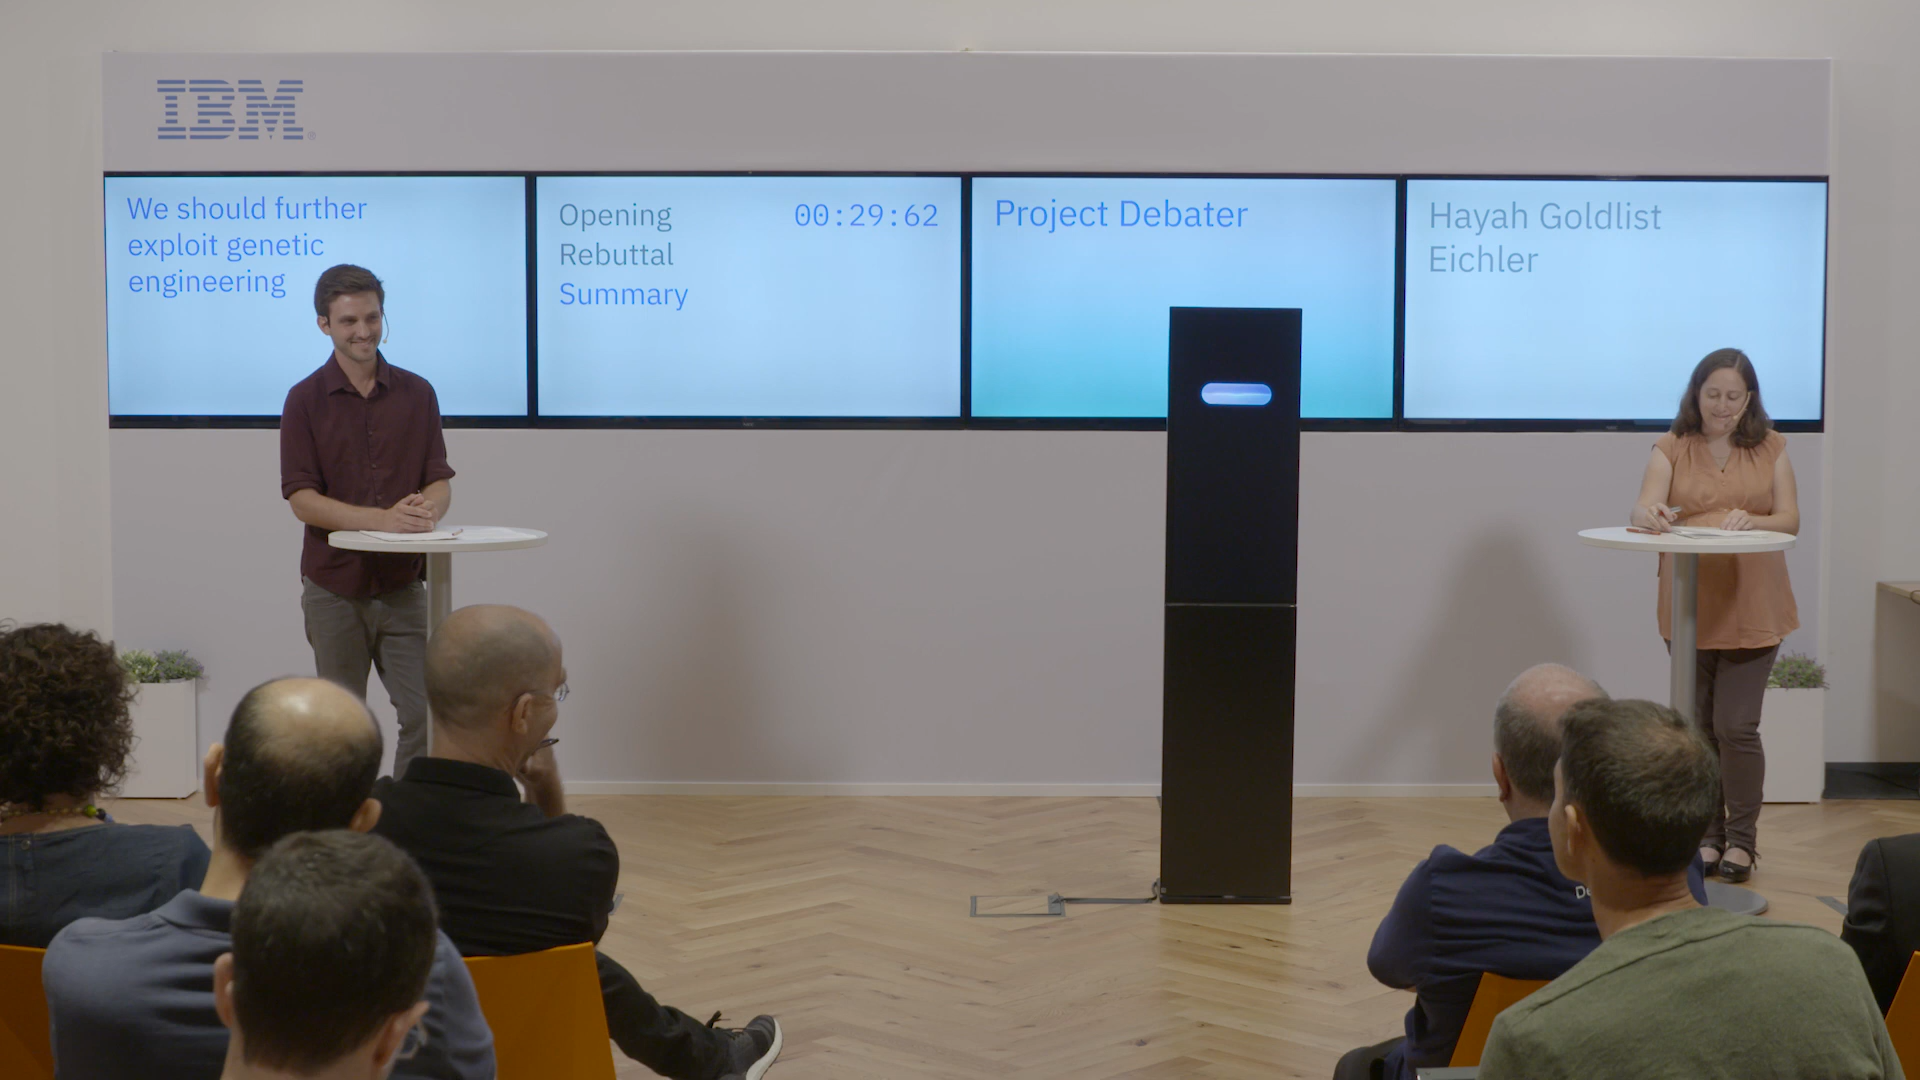 IBM
We should further
exploit genetic
engineering
Opening
00:29:62
Rebuttal
Summary
Project Debater
Hayah Goldlist
Eichler